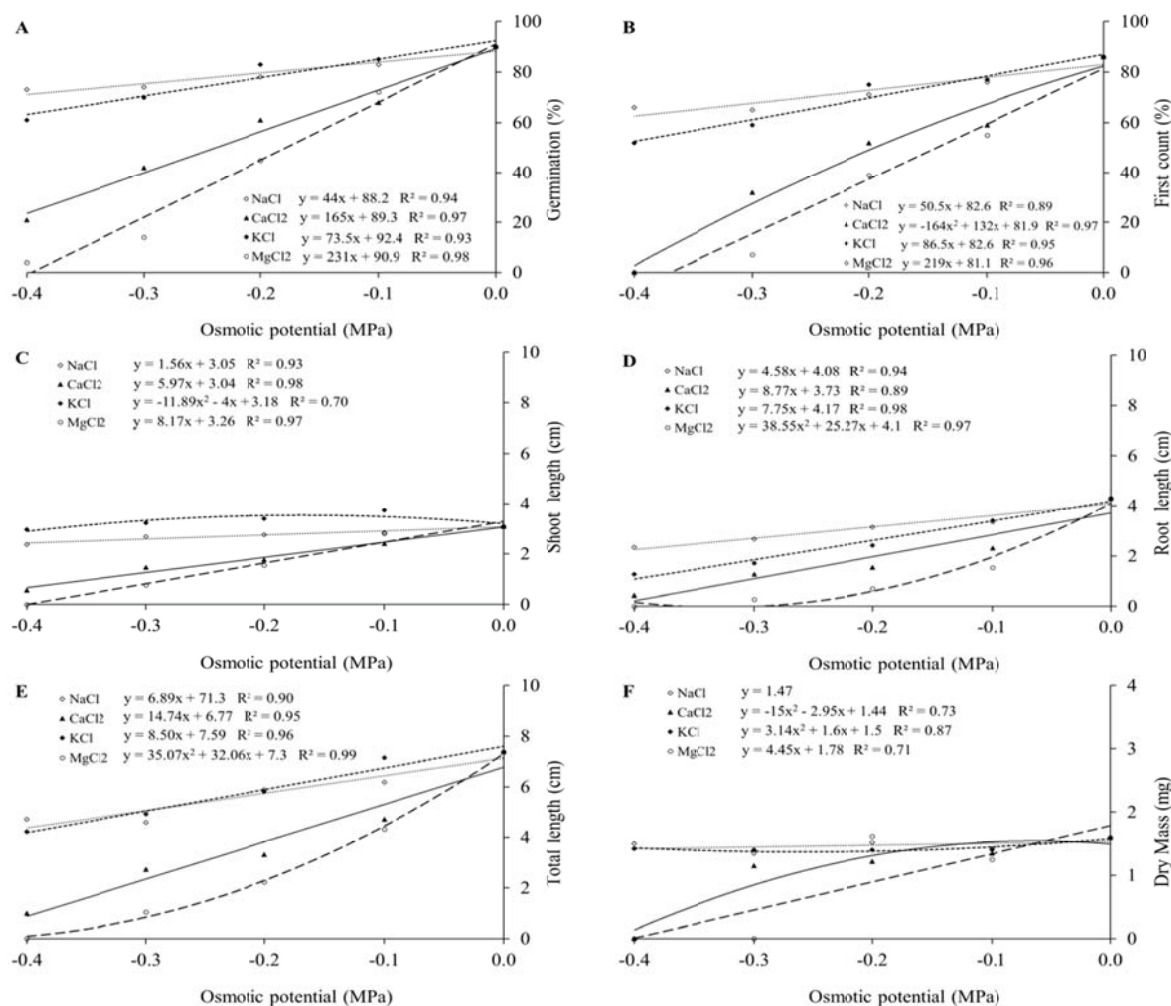 A
100
80
60
40
20
0
Germination (%)
NaCl y = 44x + 88.2 R² = 0.94
CaCl2 y = 165x + 89.3 R² = 0.97
KCl y = 73.5x + 92.4 R² = 0.93
MgCl2 y = 231x + 90.9 R² = 0.98
-0.4 -0.3 -0.2 -0.1 0.0
Osmotic potential (MPa)
B
100
80
60
40
20
0
First count (%)
NaCl y = 50.5x + 82.6 R² = 0.89
CaCl2 y = -164x² + 132x + 81.9 R² = 0.97
KCl y = 86.5x + 82.6 R² = 0.95
MgCl2 y = 219x + 81.1 R² = 0.96
-0.4 -0.3 -0.2 -0.1 0.0
Osmotic potential (MPa)
C
NaCl y = 1.56x + 3.05 R² = 0.93
CaCl2 y = 5.97x + 3.04 R² = 0.98
KCl y = -11.89x² - 4x + 3.18 R² = 0.70
MgCl2 y = 8.17x + 3.26 R² = 0.97
10
8
6
4
2
0
Shoot length (cm)
-0.4 -0.3 -0.2 -0.1 0.0
Osmotic potential (MPa)
D
NaCl y = 4.58x + 4.08 R² = 0.94
CaCl2 y = 8.77x + 3.73 R² = 0.89
KCl y = 7.75x + 4.17 R² = 0.98
MgCl2 y = 38.55x² + 25.27x + 4.1 R² = 0.97
10
8
6
4
2
0
Root length (cm)
-0.4 -0.3 -0.2 -0.1 0.0
Osmotic potential (MPa)
E
NaCl y = 6.89x + 71.3 R² = 0.90
CaCl2 y = 14.74x + 6.77 R² = 0.95
KCl y = 8.50x + 7.59 R² = 0.96
MgCl2 y = 35.07x² + 32.06x + 7.3 R² = 0.99
10
8
6
4
2
0
Total length (cm)
-0.4 -0.3 -0.2 -0.1 0.0
Osmotic potential (MPa)
F
NaCl y = 1.47
CaCl2 y = -15x² - 2.95x + 1.44 R² = 0.73
KCl y = 3.14x² + 1.6x + 1.5 R² = 0.87
MgCl2 y = 4.45x + 1.78 R² = 0.71
4
3
2
1
0
Dry Mass (mg)
-0.4 -0.3 -0.2 -0.1 0.0
Osmotic potential (MPa)